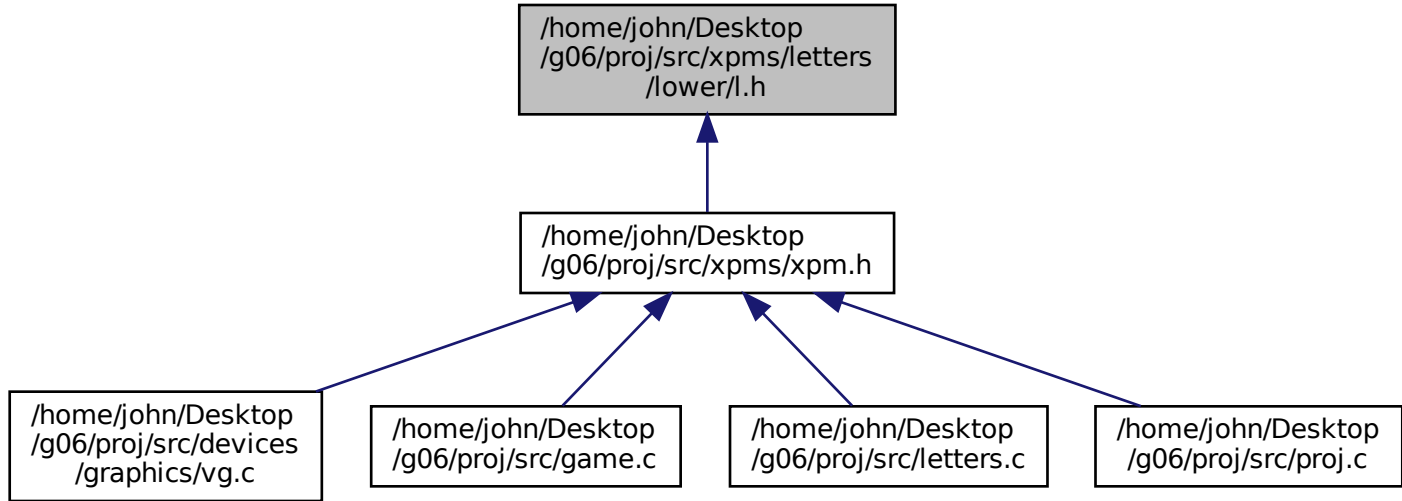 /home/john/Desktop
/g06/proj/src/xpms/letters
/lower/l.h
/home/john/Desktop
/g06/proj/src/xpms/xpm.h
/home/john/Desktop
/g06/proj/src/devices
/graphics/vg.c
/home/john/Desktop
/g06/proj/src/game.c
/home/john/Desktop
/g06/proj/src/letters.c
/home/john/Desktop
/g06/proj/src/proj.c